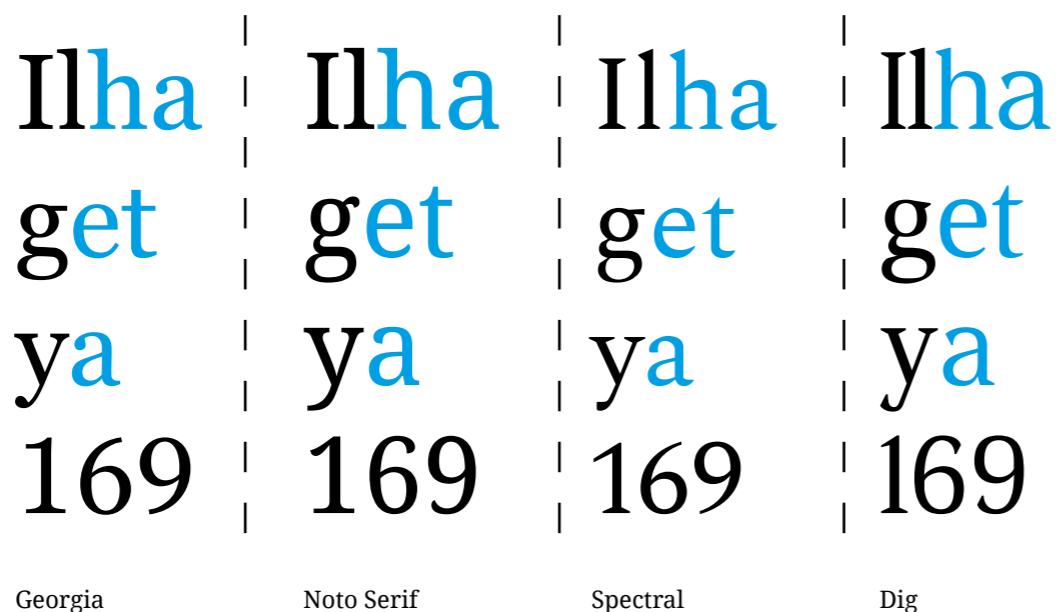 Ilha
get
ya
169
Georgia
Ilha
get
ya
169
Noto Serif
Ilha
get
ya
169
Spectral
Ilha
get
ya
169
Dig